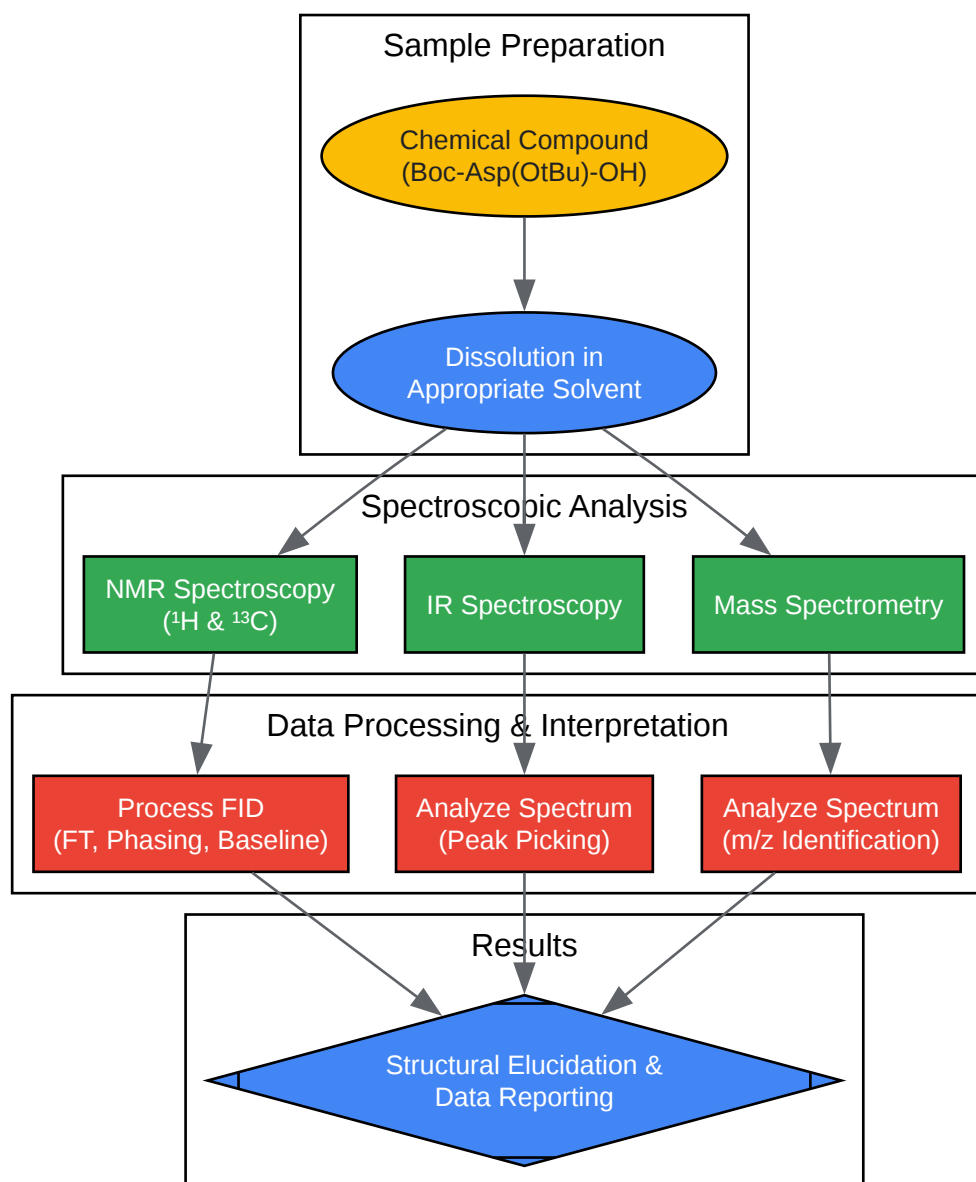 Sample Preparation
Chemical Compound
(Boc-Asp(OtBu)-OH)
Dissolution in
Appropriate Solvent
Spectroscopic Analysis
NMR Spectroscopy
(¹H & ¹³C)
IR Spectroscopy
Mass Spectrometry
Data Processing & Interpretation
Process FID
(FT, Phasing, Baseline)
Analyze Spectrum
(Peak Picking)
Analyze Spectrum
(m/z Identification)
Results
Structural Elucidation &
Data Reporting